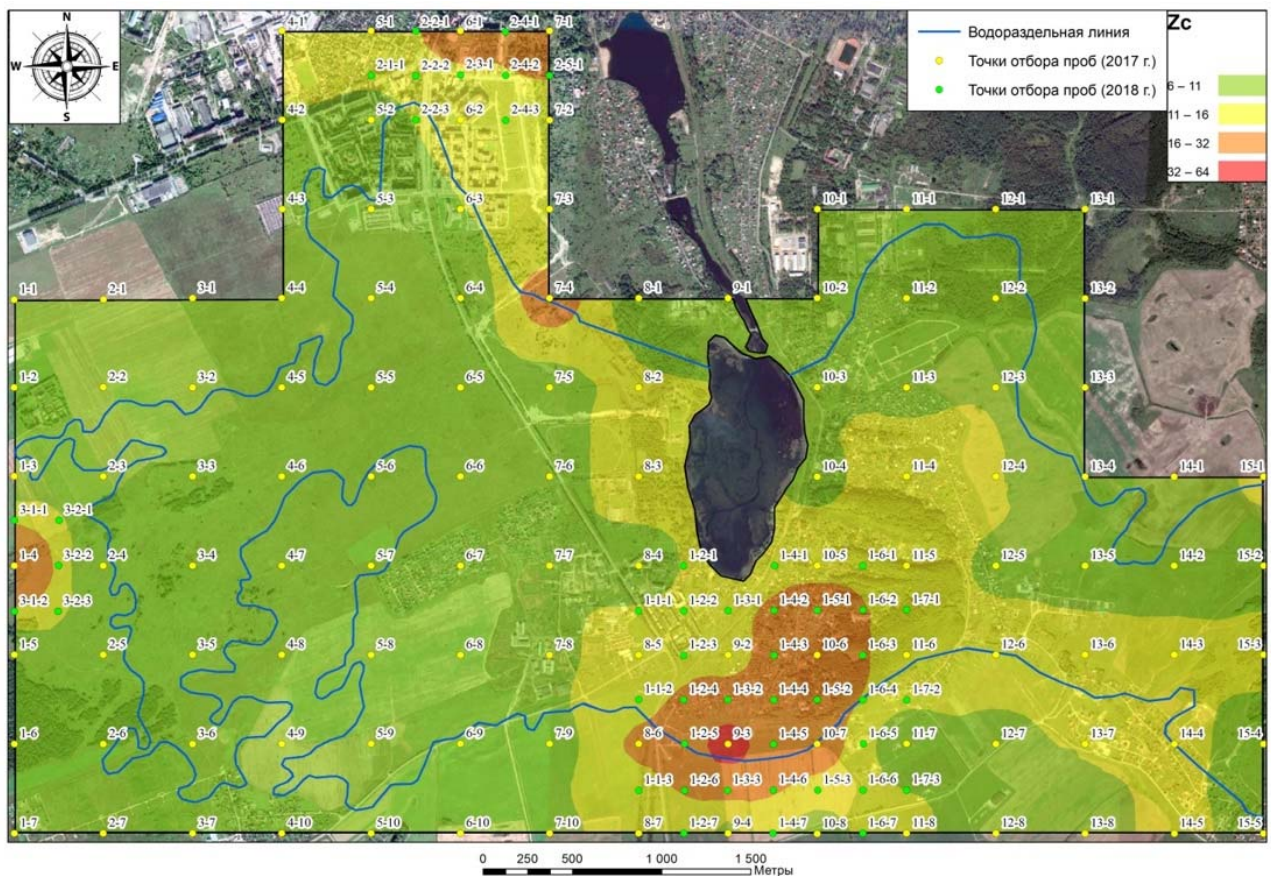 N
W E
S
Водораздельная линия
Точки отбора проб (2017 г.)
Точки отбора проб (2018 г.)
Zc
6 – 11
11 – 16
16 – 32
32 – 64
4-1 5-1 2-2-1 6-1 2-4-1 7-1
2-1-1 2-2-2 2-3-1 2-4-2 2-5-1
4-2 5-2 2-2-3 6-2 2-4-3 7-2
4-3 5-3 6-3 7-3 10-1 11-1 12-1 13-1
1-1 2-1 3-1 4-4 5-4 6-4 7-4 8-1 9-1 10-2 11-2 12-2 13-2
1-2 2-2 3-2 4-5 5-5 6-5 7-5 8-2 10-3 11-3 12-3 13-3
1-3 2-3 3-3 4-6 5-6 6-6 7-6 8-3 10-4 11-4 12-4 13-4 14-1 15-1
3-1-1 3-2-1
1-4 3-2-2 2-4 3-4 4-7 5-7 6-7 7-7 8-4 1-2-1 1-4-1 10-5 1-6-1 11-5 12-5 13-5 14-2 15-2
3-1-2 3-2-3 1-1-1 1-2-2 1-3-1 1-4-2 1-5-1 1-6-2 1-7-1
1-5 2-5 3-5 4-8 5-8 6-8 7-8 8-5 1-2-3 9-2 1-4-3 10-6 1-6-3 11-6 12-6 13-6 14-3 15-3
1-1-2 1-2-4 1-3-2 1-4-4 1-5-2 1-6-4 1-7-2
1-6 2-6 3-6 4-9 5-9 6-9 7-9 8-6 1-2-5 9-3 1-4-5 10-7 1-6-5 11-7 12-7 13-7 14-4 15-4
1-1-3 1-2-6 1-3-3 1-4-6 1-5-3 1-6-6 1-7-3
1-7 2-7 3-7 4-10 5-10 6-10 7-10 8-7 1-2-7 9-4 1-4-7 10-8 1-6-7 11-8 12-8 13-8 14-5 15-5
0 250 500 1 000 1 500
Метры